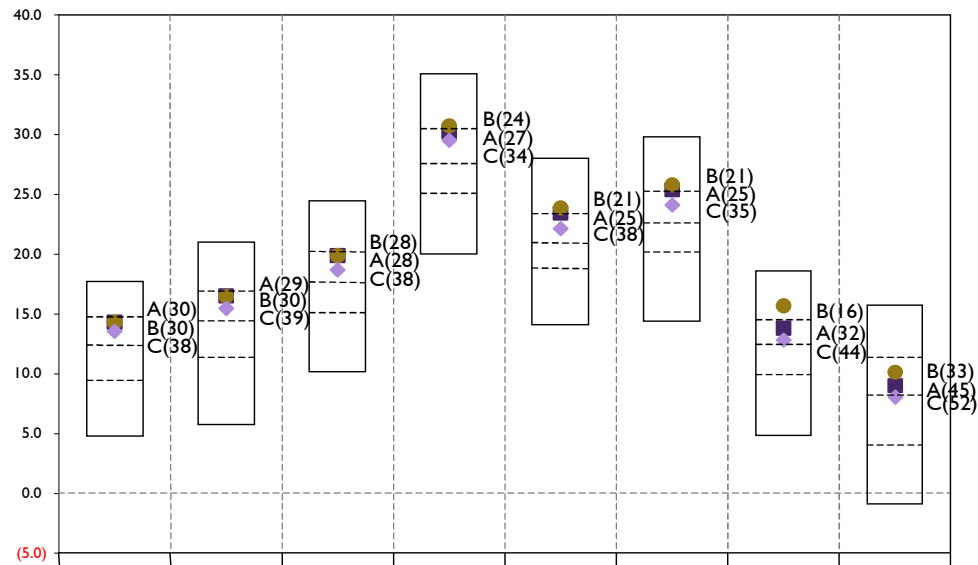 40.0
35.0
30.0
25.0
20.0
15.0
10.0
5.0
0.0
(5.0)
A(30)
B(30)
C(38)
A(29)
B(30)
C(39)
B(28)
A(28)
C(38)
B(24)
A(27)
C(34)
B(21)
A(25)
C(38)
B(21)
A(25)
C(35)
B(16)
A(32)
C(44)
B(33)
A(45)
C(52)